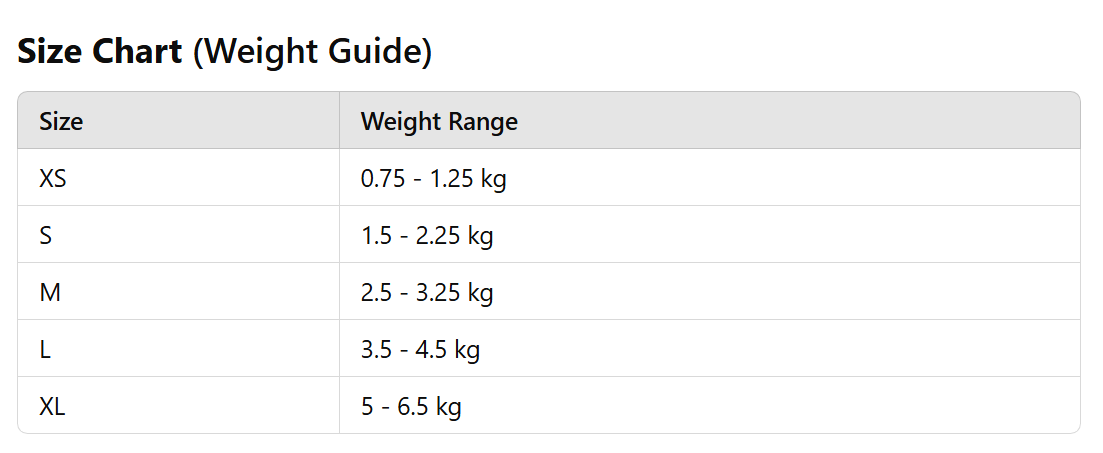 Size Chart (Weight Guide)
Size Weight Range
XS 0.75 - 1.25 kg
S 1.5 - 2.25 kg
M 2.5 - 3.25 kg
L 3.5 - 4.5 kg
XL 5 - 6.5 kg